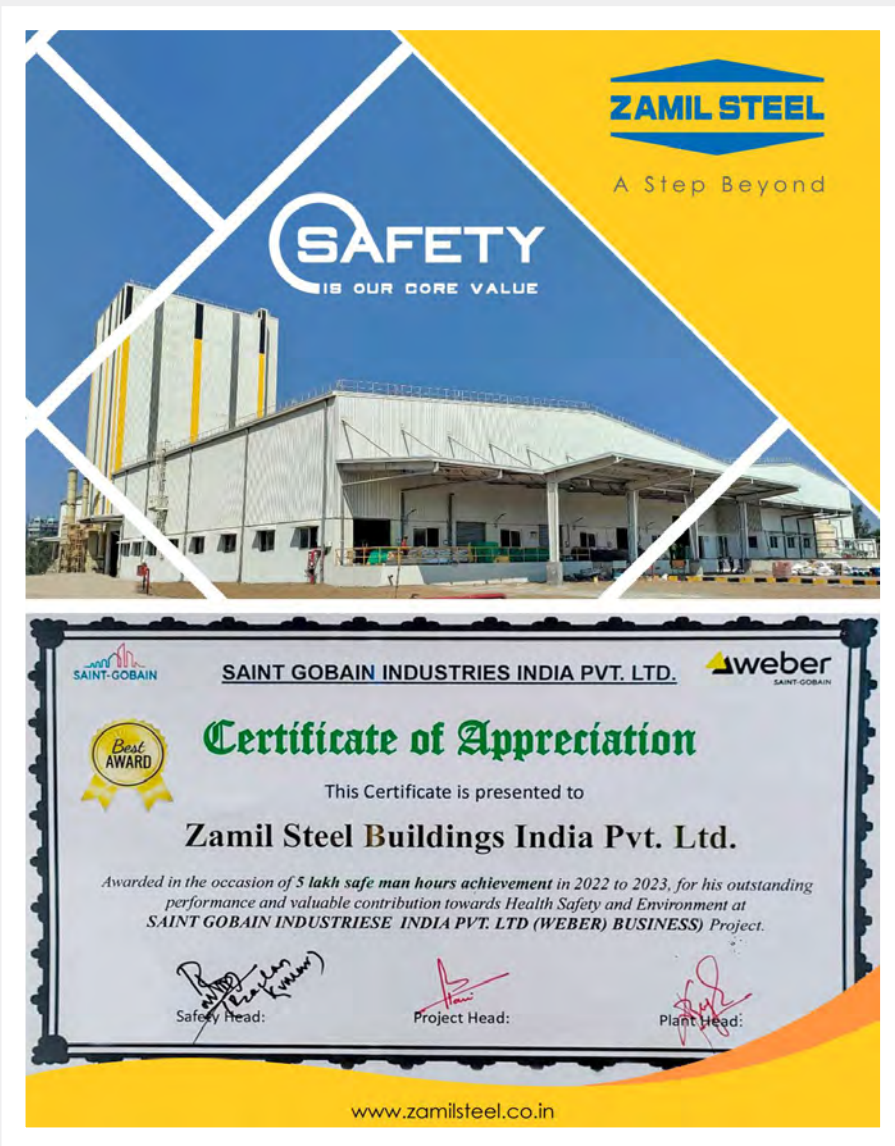 ZAMIL STEEL
A Step Beyond
SAFETY
IS OUR CORE VALUE
SAINT-GOBAIN
SAINT GOBAIN INDUSTRIES INDIA PVT. LTD.
weber
SAINT-GOBAIN
Best
AWARD
Certificate of Appreciation
This Certificate is presented to
Zamil Steel Buildings India Pvt. Ltd.
Awarded in the occasion of 5 lakh safe man hours achievement in 2022 to 2023, for his outstanding
performance and valuable contribution towards Health Safety and Environment at
SAINT GOBAIN INDUSTRIESE INDIA PVT. LTD (WEBER) BUSINESS) Project.
Safety Head:
Project Head:
Plant Head:
www.zamilsteel.co.in